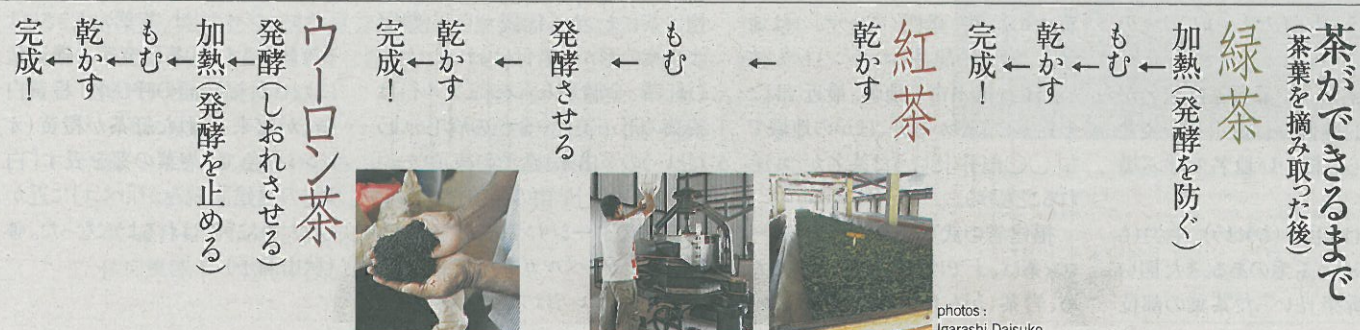 茶ができるまで
(茶葉を摘み取った後)
緑茶
加熱(発酵を防ぐ)
↓
もむ
↓
乾かす
↓
完成!
紅茶
乾かす
↓
もむ
↓
発酵させる
↓
乾かす
↓
完成!
ウーロン茶
発酵(しおれさせる)
↓
加熱(発酵を止める)
↓
もむ
↓
乾かす
↓
完成!
photos:
Igarashi Daisuke